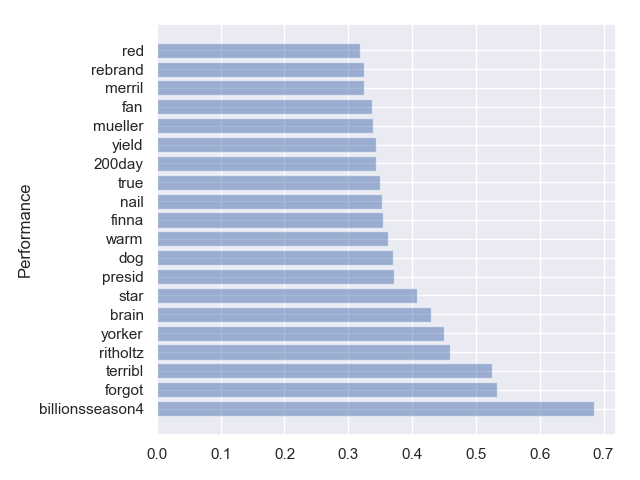 red
rebrand
merril
fan
mueller
yield
200day
true
nail
finna
warm
dog
presid
star
brain
yorker
ritholtz
terribl
forgot
billionsseason4
Performance
0.0 0.1 0.2 0.3 0.4 0.5 0.6 0.7